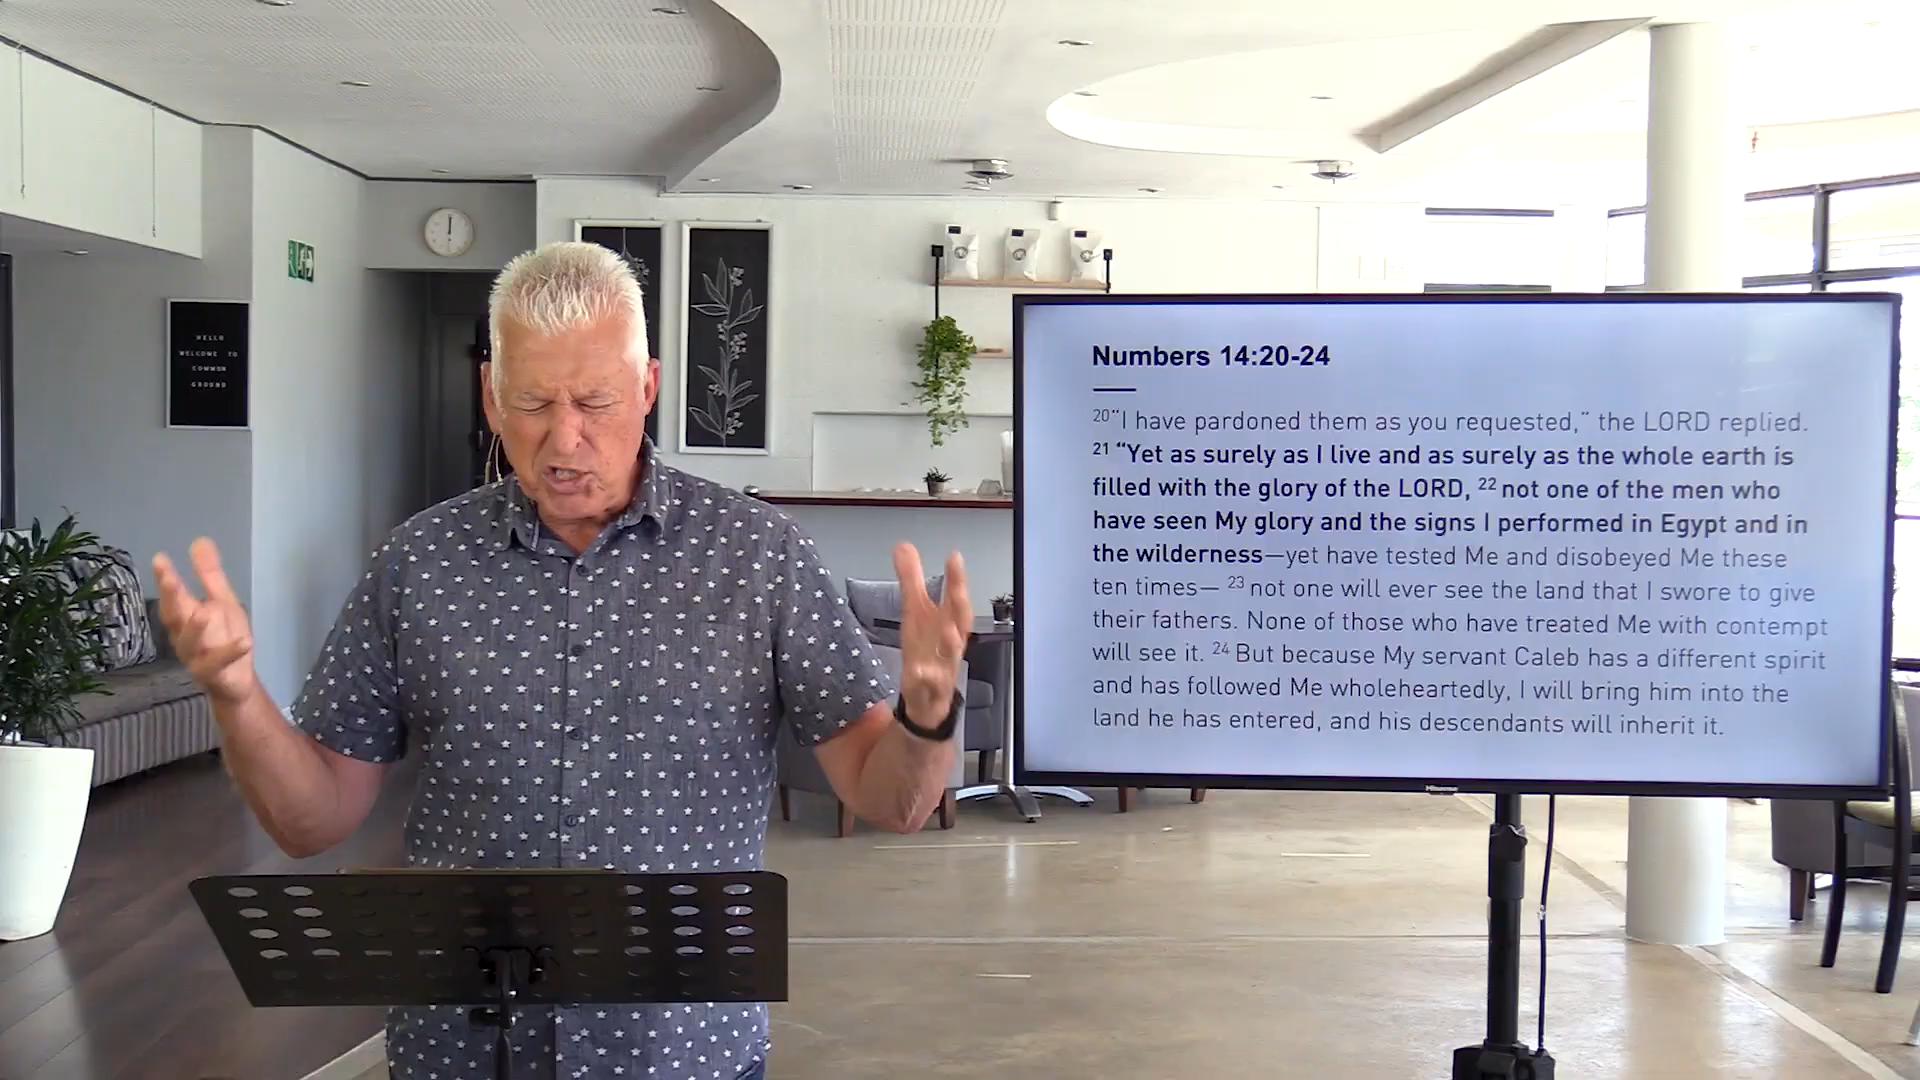 HELLO
WELCOME TO
COMMON
GROUND
Numbers 14:20-24
20 “I have pardoned them as you requested,” the LORD replied.
21 “Yet as surely as I live and as surely as the whole earth is
filled with the glory of the LORD, 22 not one of the men who
have seen My glory and the signs I performed in Egypt and in
the wilderness—yet have tested Me and disobeyed Me these
ten times— 23 not one will ever see the land that I swore to give
their fathers. None of those who have treated Me with contempt
will see it. 24 But because My servant Caleb has a different spirit
and has followed Me wholeheartedly, I will bring him into the
land he has entered, and his descendants will inherit it.
Hisense